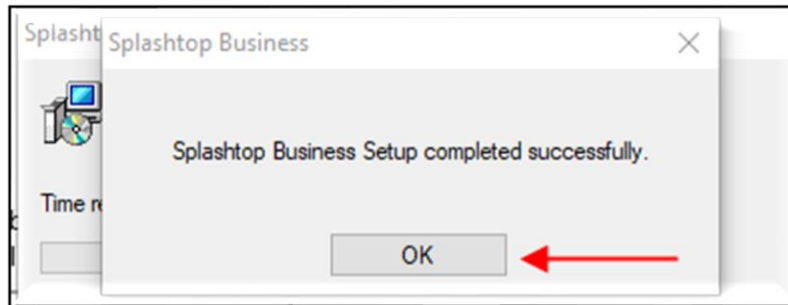 Splasht
Splashtop Business
Splashtop Business Setup completed successfully.
Time re
OK